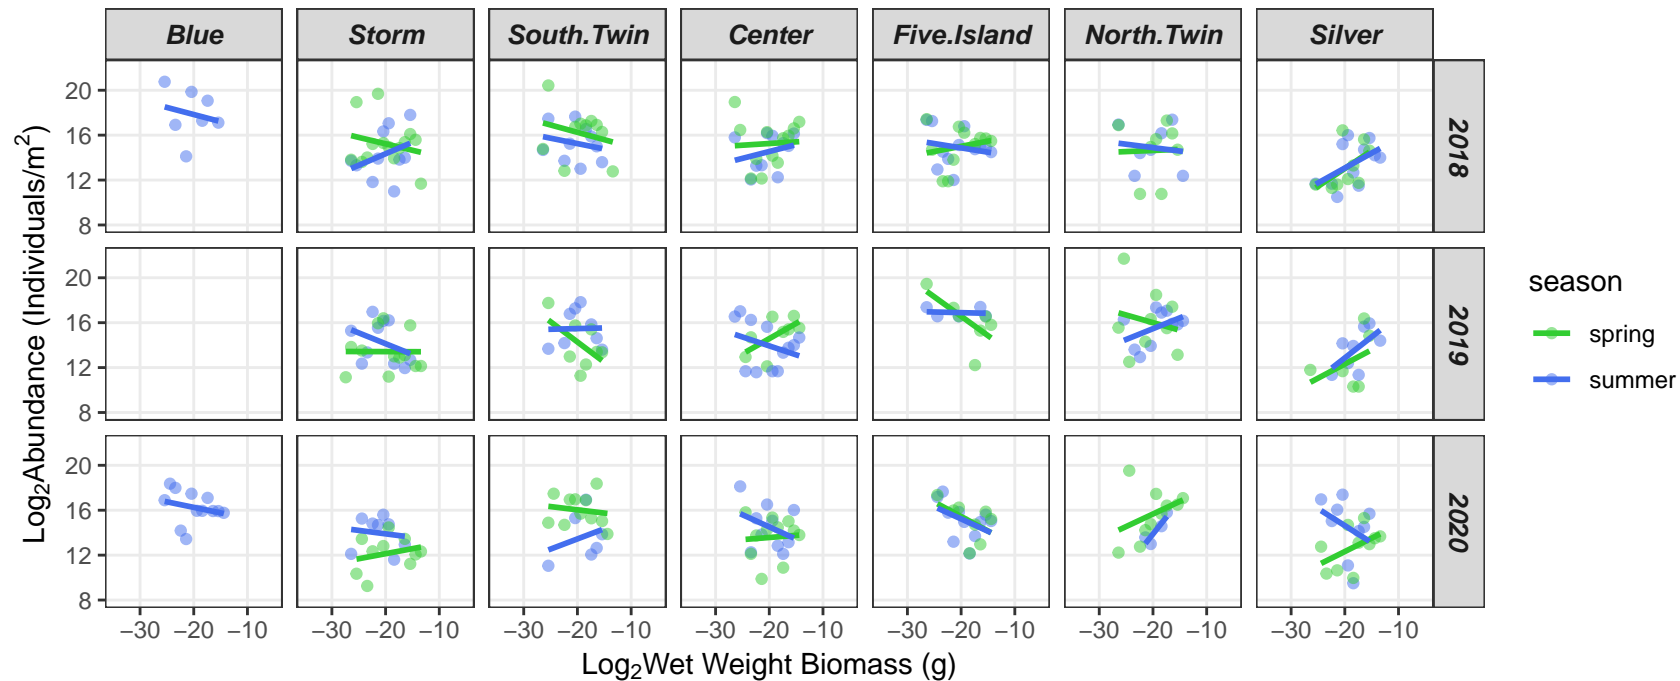 Blue Storm South.Twin Center Five.Island North.Twin Silver
Log2Abundance (Individuals/m2)
20
16
12
8
2018
20
16
12
8
2019
20
16
12
8
2020
−30 −20 −10 −30 −20 −10 −30 −20 −10 −30 −20 −10 −30 −20 −10 −30 −20 −10 −30 −20 −10
Log2Wet Weight Biomass (g)
season
spring
summer